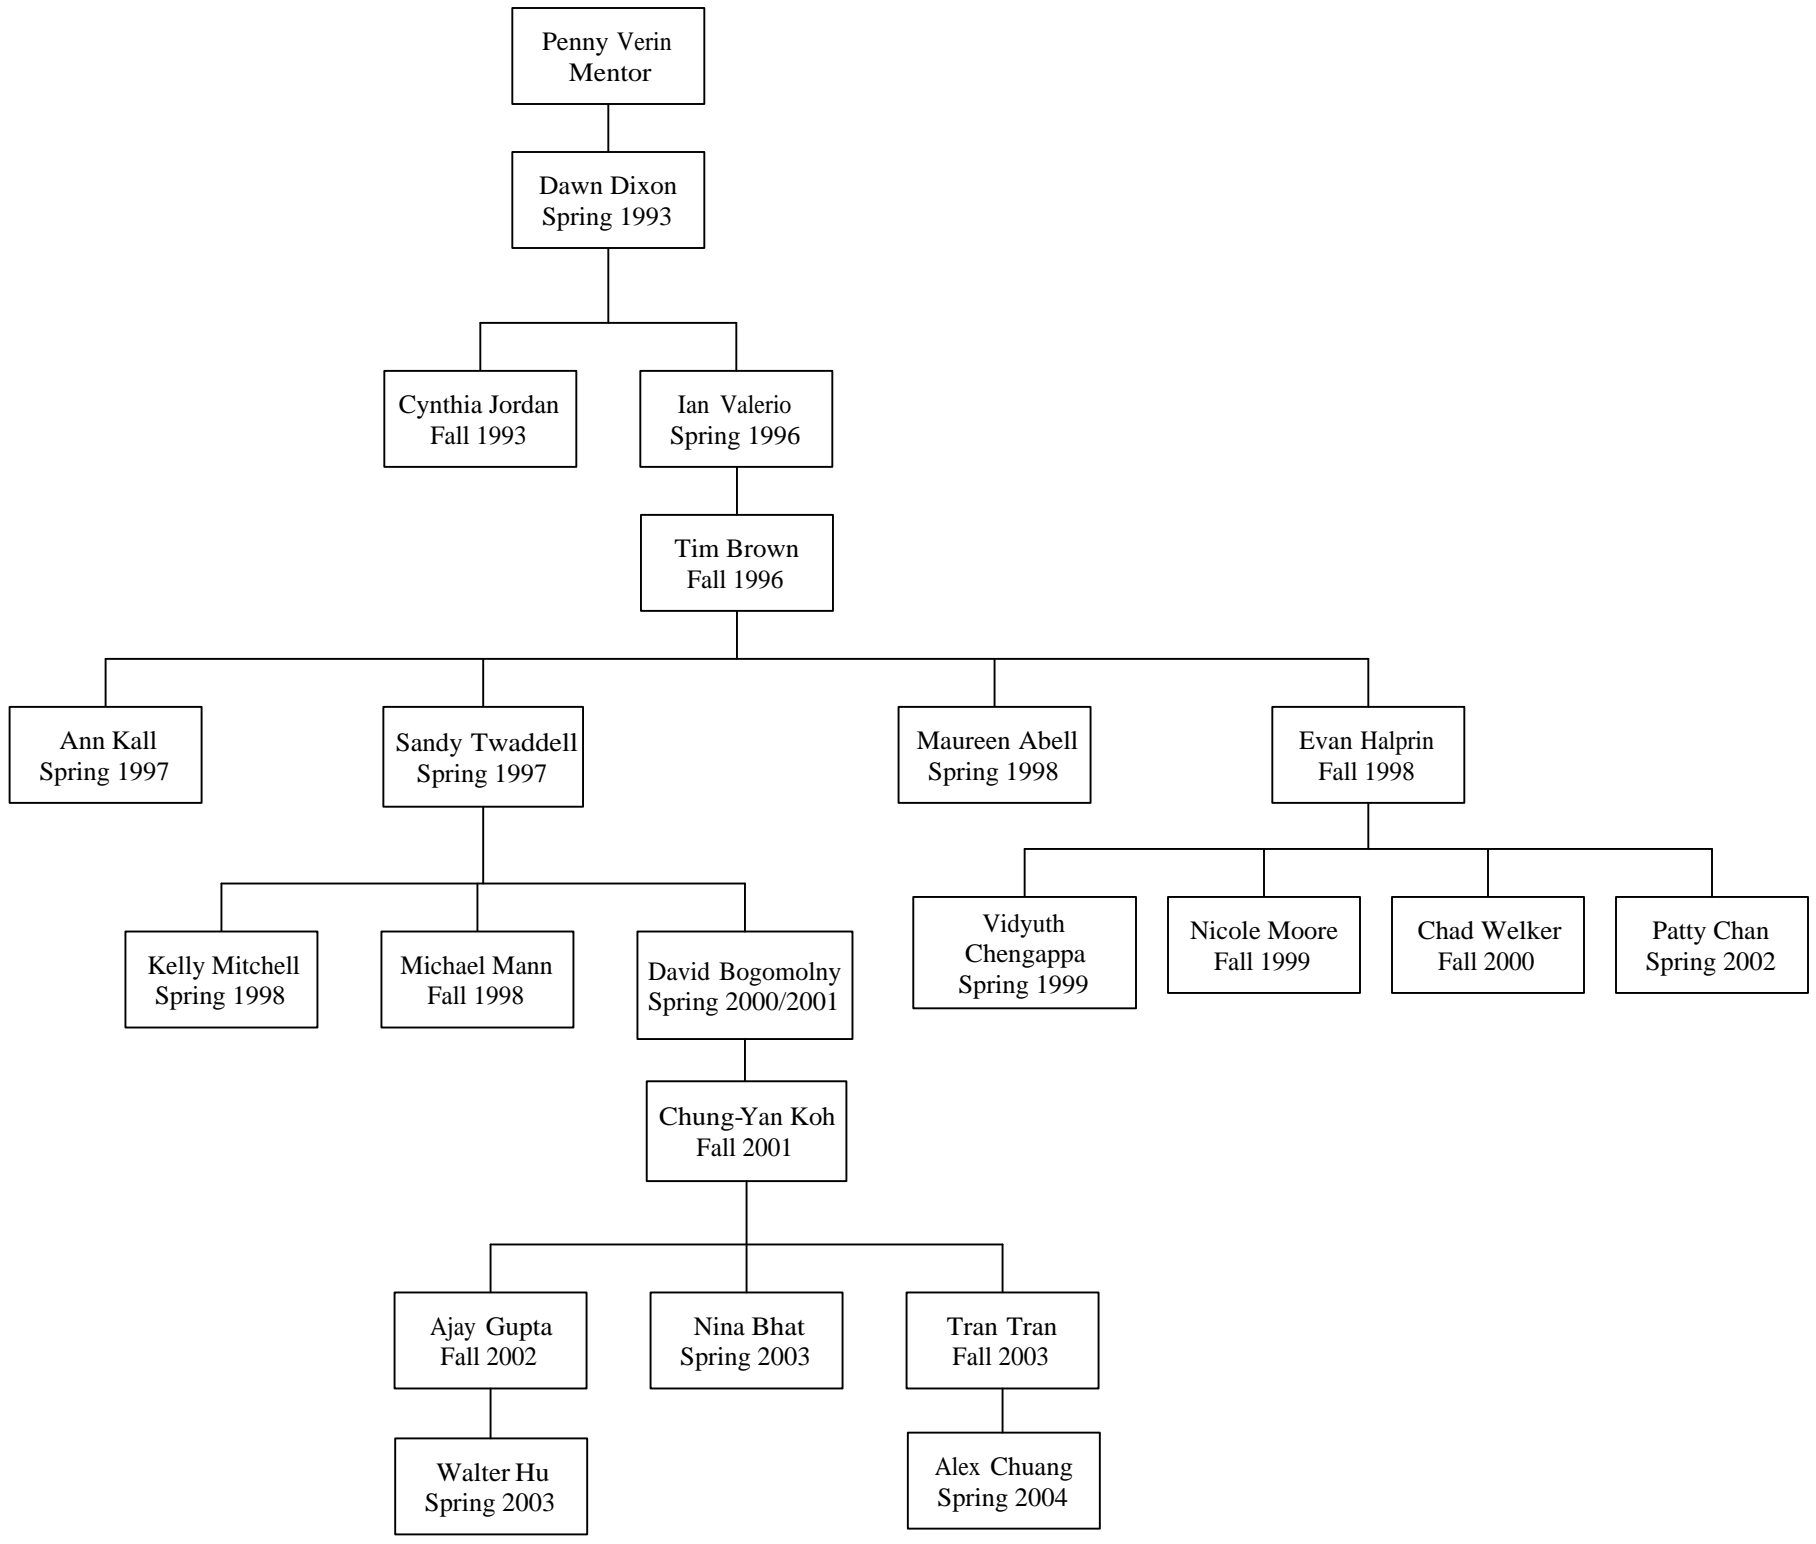 Penny Verin
Mentor
Dawn Dixon
Spring 1993
Cynthia Jordan
Fall 1993
Ian Valerio
Spring 1996
Tim Brown
Fall 1996
Ann Kall
Spring 1997
Sandy Twaddell
Spring 1997
Maureen Abell
Spring 1998
Evan Halprin
Fall 1998
Kelly Mitchell
Spring 1998
Michael Mann
Fall 1998
David Bogomolny
Spring 2000/2001
Vidyuth
Chengappa
Spring 1999
Nicole Moore
Fall 1999
Chad Welker
Fall 2000
Patty Chan
Spring 2002
Chung-Yan Koh
Fall 2001
Ajay Gupta
Fall 2002
Nina Bhat
Spring 2003
Tran Tran
Fall 2003
Walter Hu
Spring 2003
Alex Chuang
Spring 2004